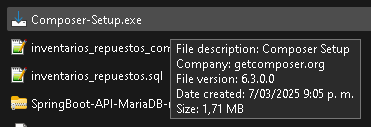 Composer-Setup.exe
inventarios_repuestos_com
inventarios_repuestos.sql
SpringBoot-API-MariaDB-
File description: Composer Setup
Company: getcomposer.org
File version: 6.3.0.0
Date created: 7/03/2025 9:05 p. m.
Size: 1,71 MB